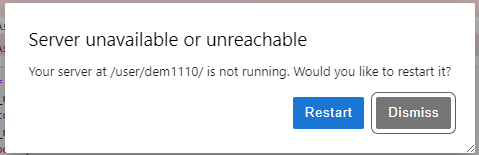 Server unavailable or unreachable
Your server at /user/dem1110/ is not running. Would you like to restart it?
Restart
Dismiss